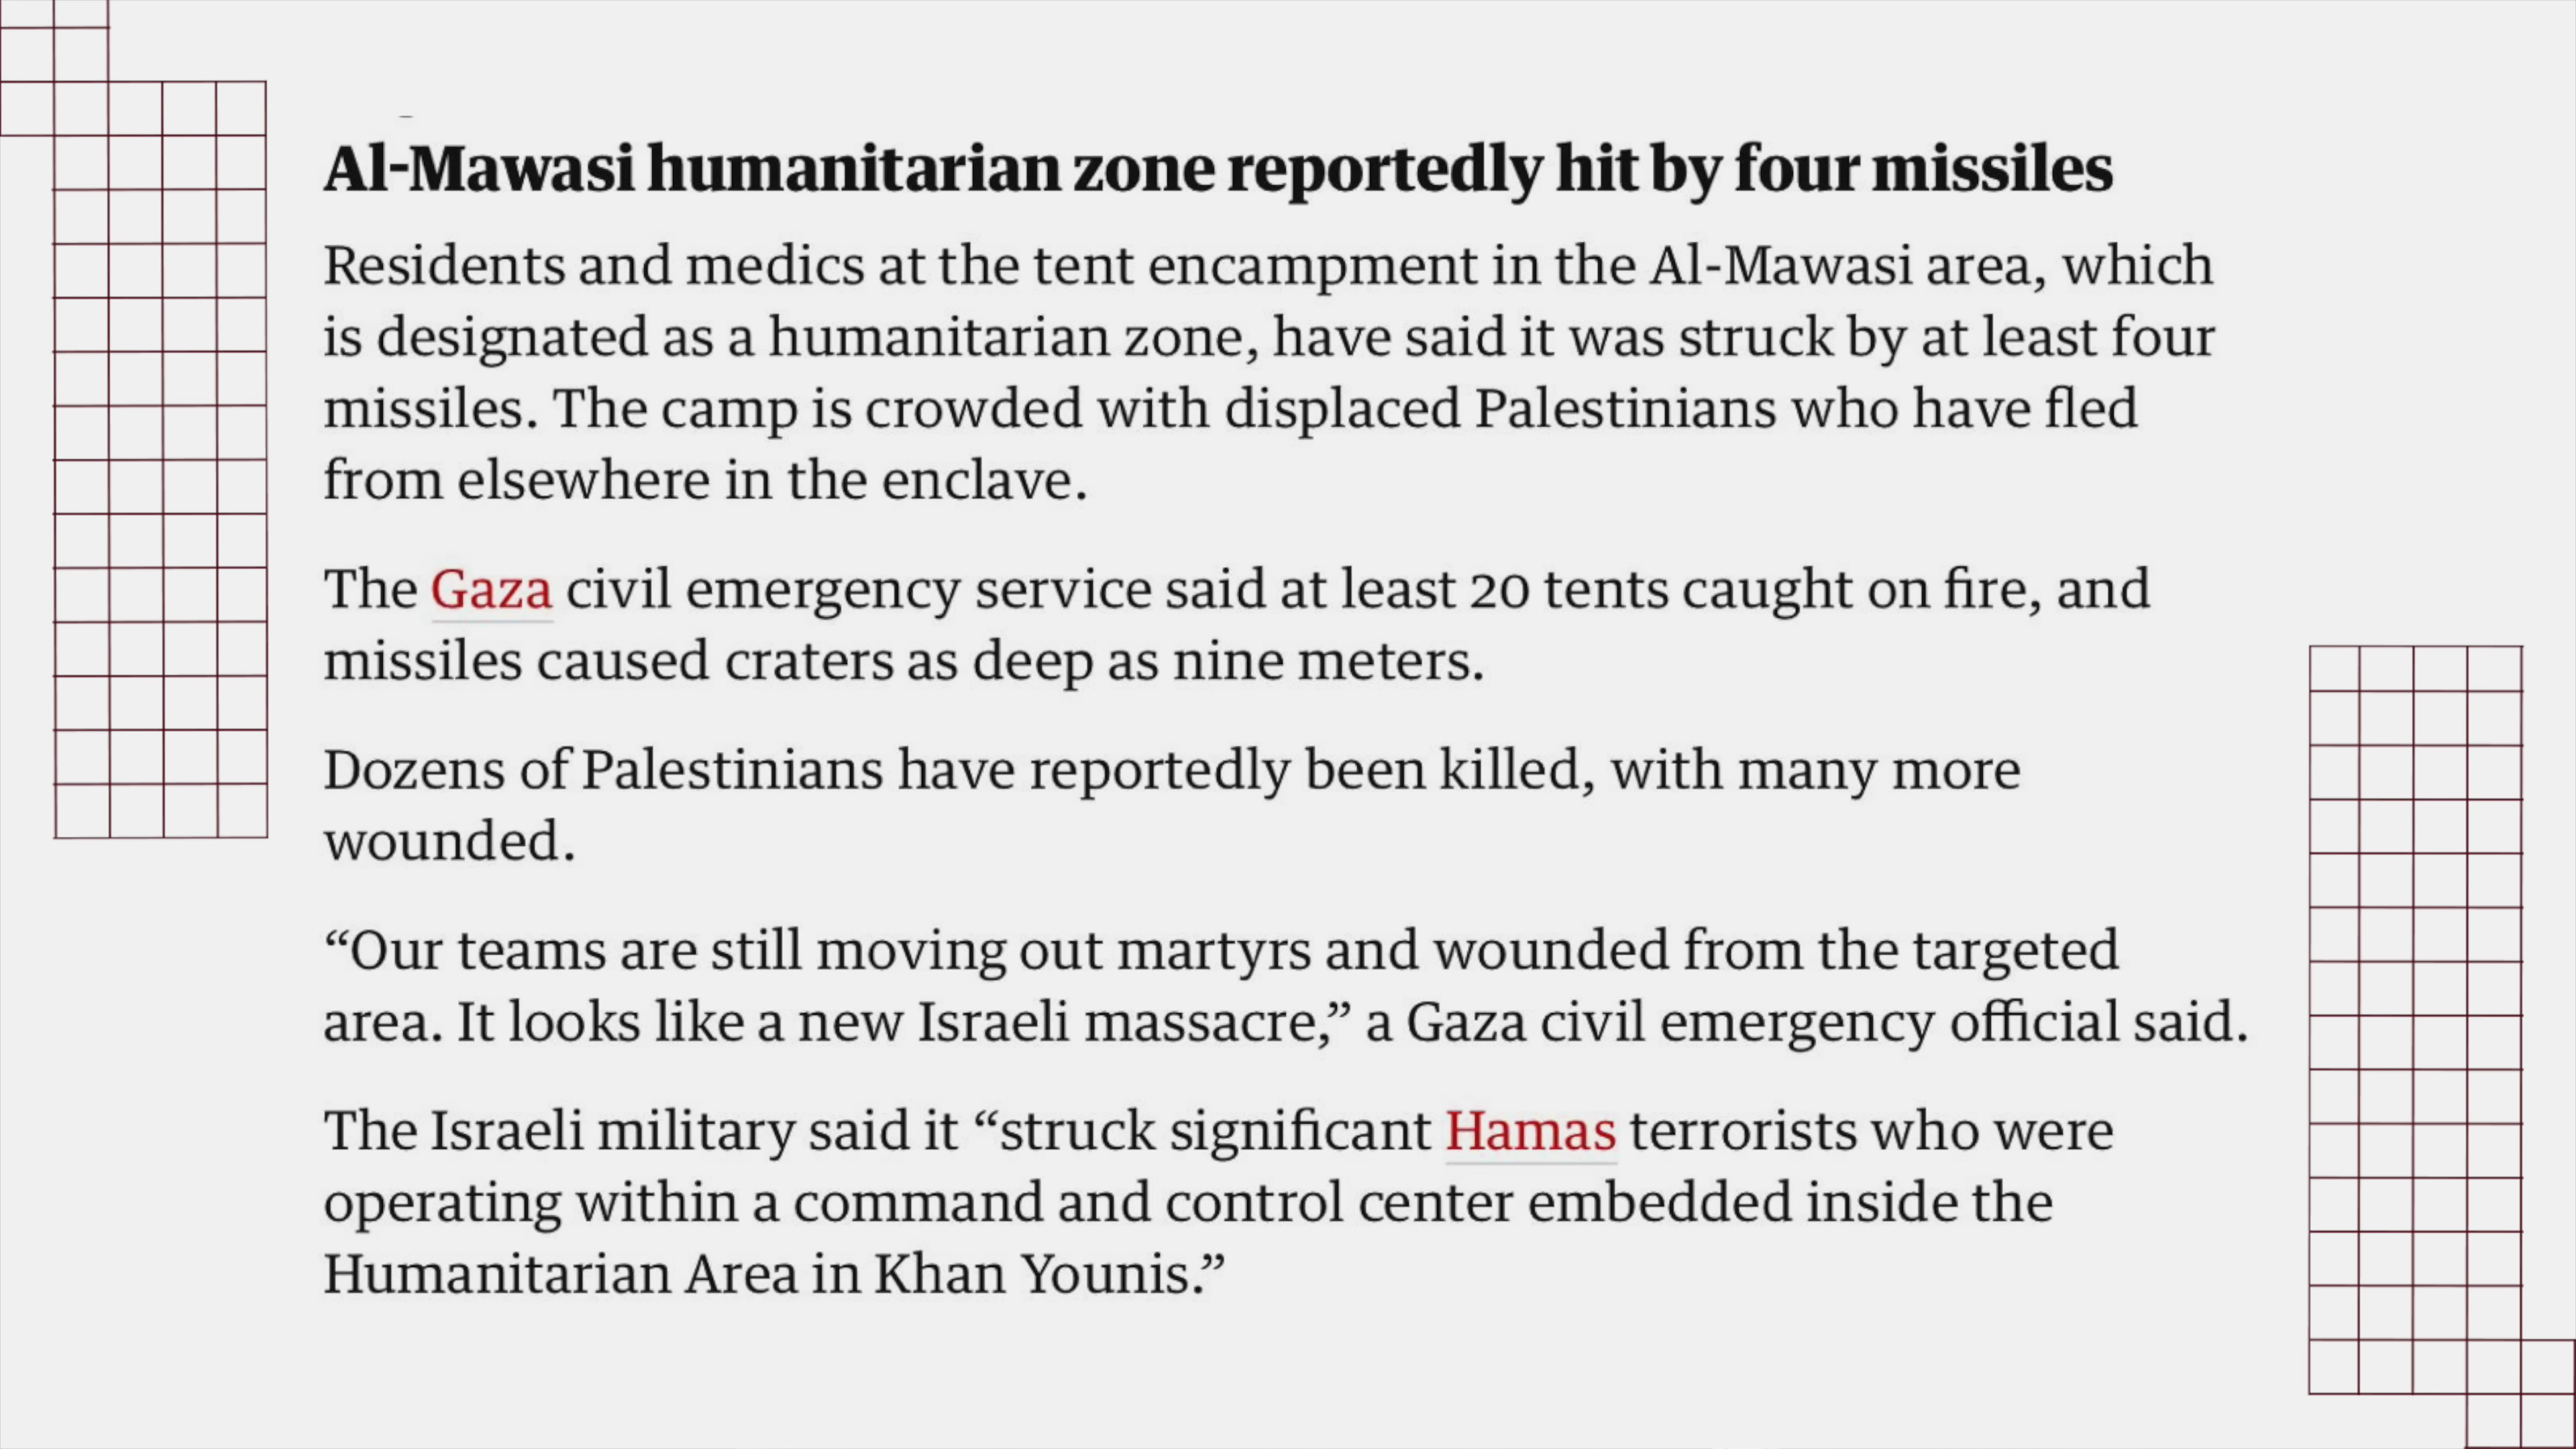 Al-Mawasi humanitarian zone reportedly hit by four missiles
Residents and medics at the tent encampment in the Al-Mawasi area, which
is designated as a humanitarian zone, have said it was struck by at least four
missiles. The camp is crowded with displaced Palestinians who have fled
from elsewhere in the enclave.
The Gaza civil emergency service said at least 20 tents caught on fire, and
missiles caused craters as deep as nine meters.
Dozens of Palestinians have reportedly been killed, with many more
wounded.
“Our teams are still moving out martyrs and wounded from the targeted
area. It looks like a new Israeli massacre,” a Gaza civil emergency official said.
The Israeli military said it “struck significant Hamas terrorists who were
operating within a command and control center embedded inside the
Humanitarian Area in Khan Younis.”